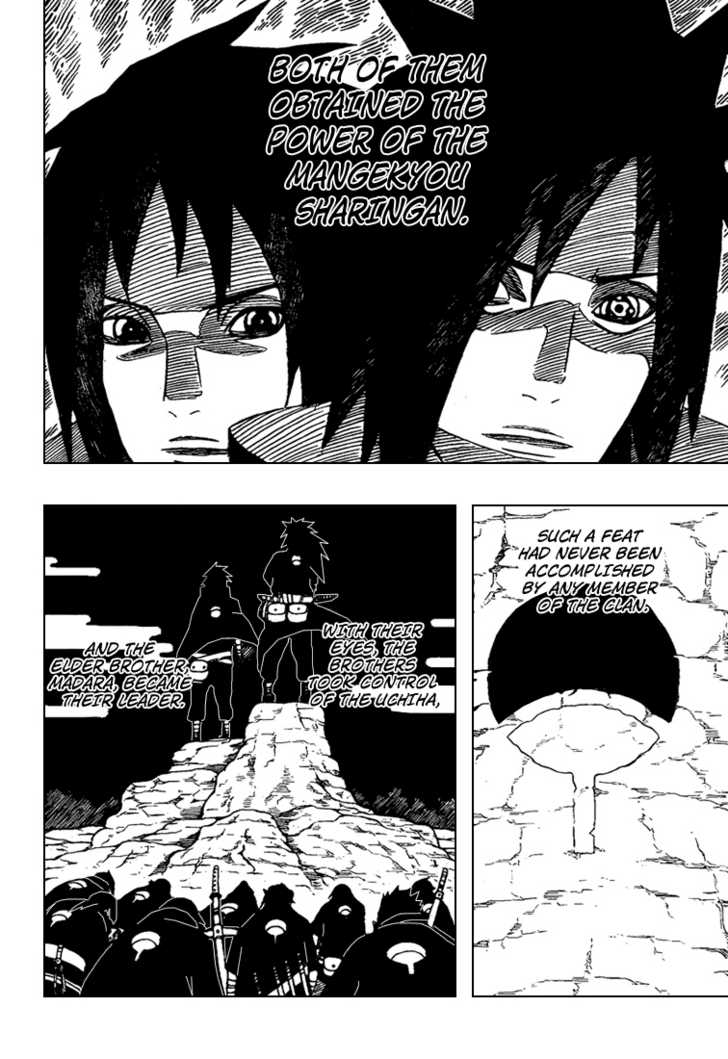 BOTH OF THEM
OBTAINED THE
POWER OF THE
MANGEKYOU
SHARINGAN.
SUCH A FEAT
HAD NEVER BEEN
ACCOMPLISHED
BY ANY MEMBER
OF THE CLAN.
WITH THEIR
EYES, THE
BROTHERS
TOOK CONTROL
OF THE UCHIHA,
AND THE
ELDER BROTHER,
MADARA, BECAME
THEIR LEADER.